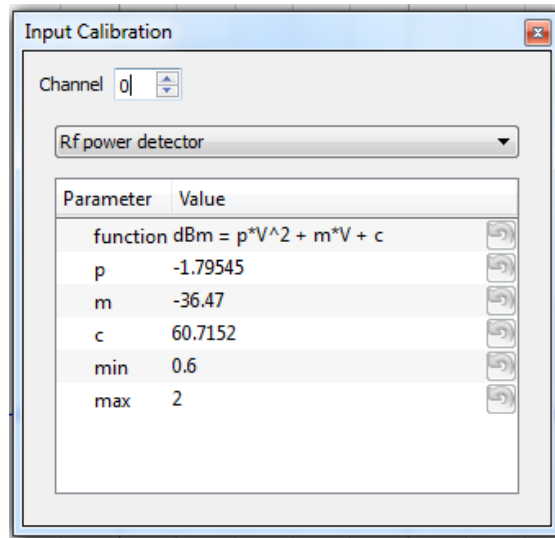 Input Calibration
Channel 0
Rf power detector
Parameter Value
function dBm = p*V^2 + m*V + c
p -1.79545
m -36.47
c 60.7152
min 0.6
max 2